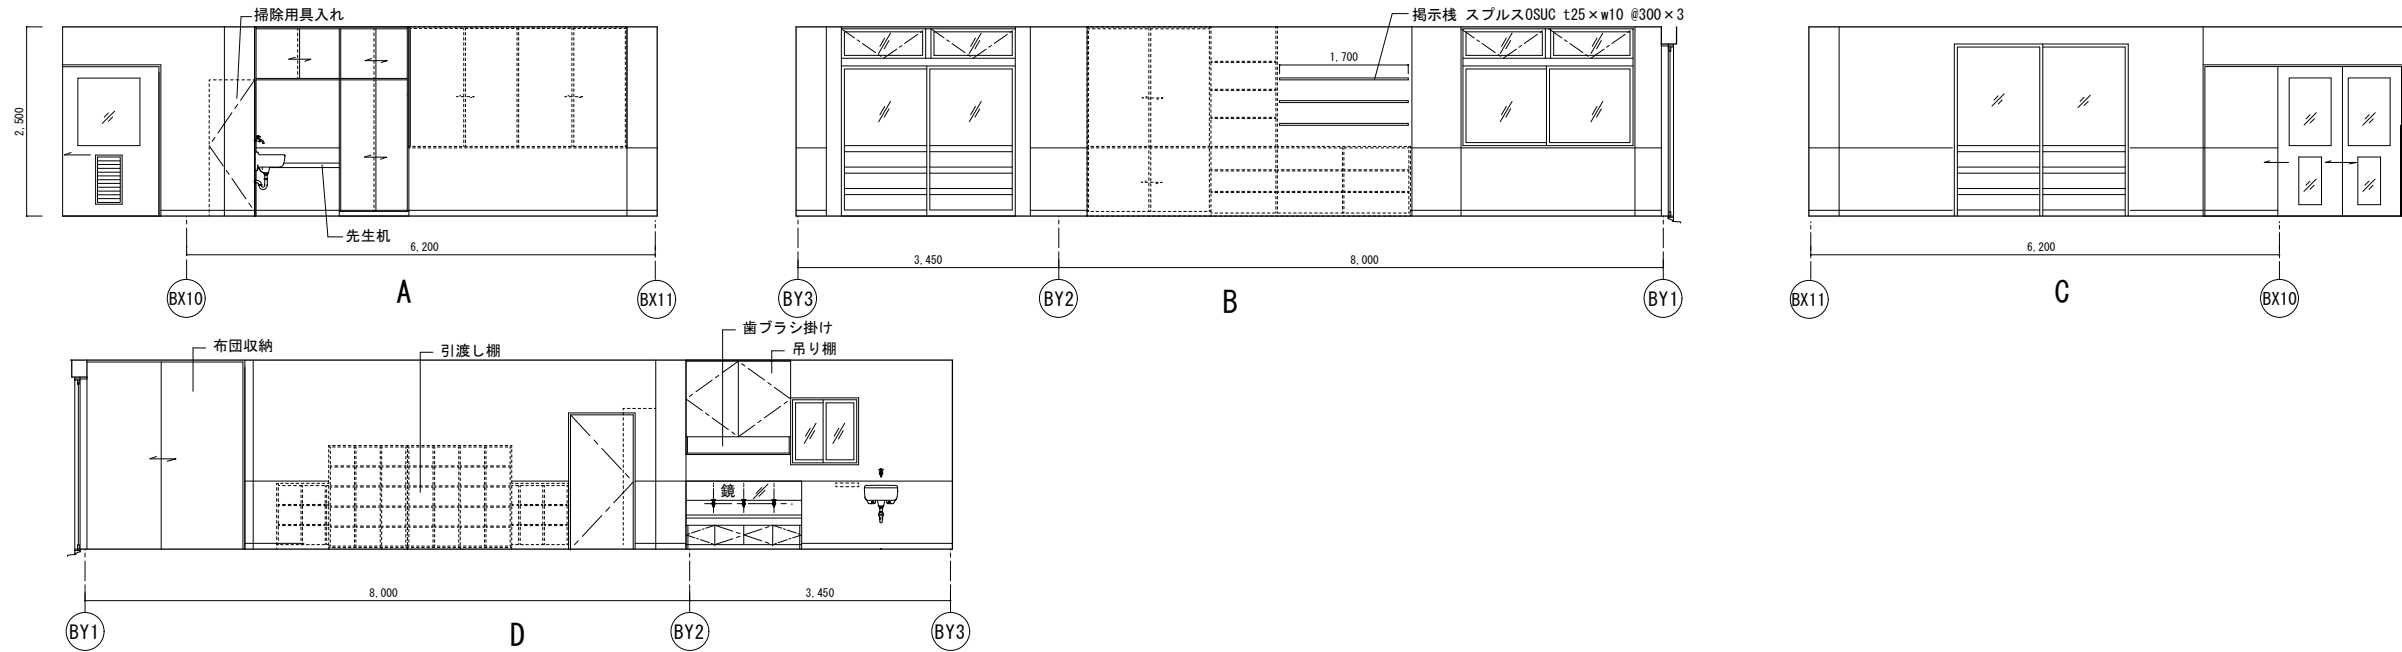 掃除用具入れ
2,500
先生机
6,200
BX10
BX11
A
掲示桟 スプルスOSUC t25×w10 @300×3
1,700
3,450
8,000
BY3
BY2
BY1
B
6,200
BX11
BX10
C
布団収納
引渡し棚
歯ブラシ掛け
吊り棚
鏡
8,000
3,450
BY1
BY2
BY3
D